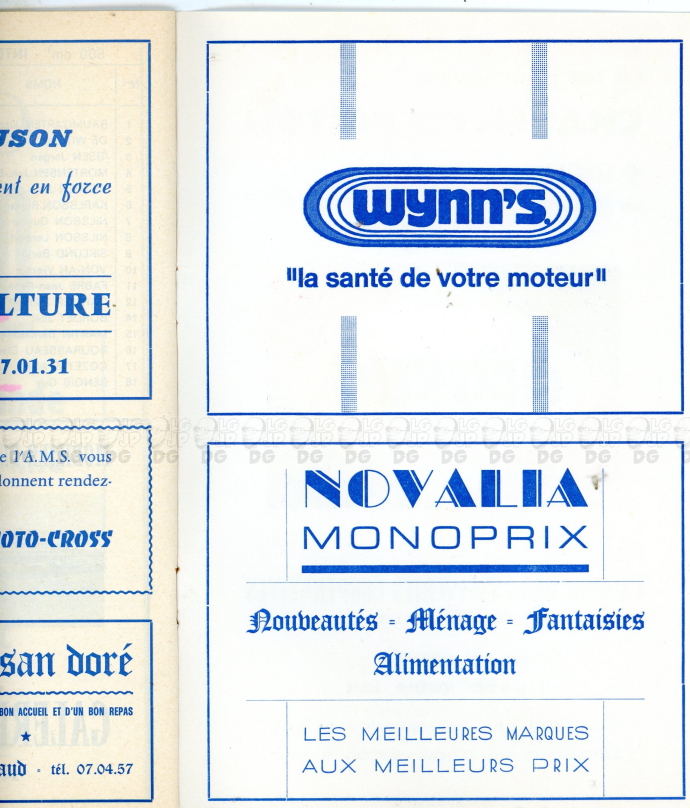 USON
ent en force
LTURE
7.01.31
e l'A.M.S. vous
donnent rendez-
OTO-CROSS
san doré
BON ACCUEIL ET D'UN BON REPAS
aud - tél. 07.04.57
wynn's
"la santé de votre moteur"
NOVALIA
MONOPRIX
Nouveautés = Ménage = Fantaisies
Alimentation
LES MEILLEURES MARQUES
AUX MEILLEURS PRIX